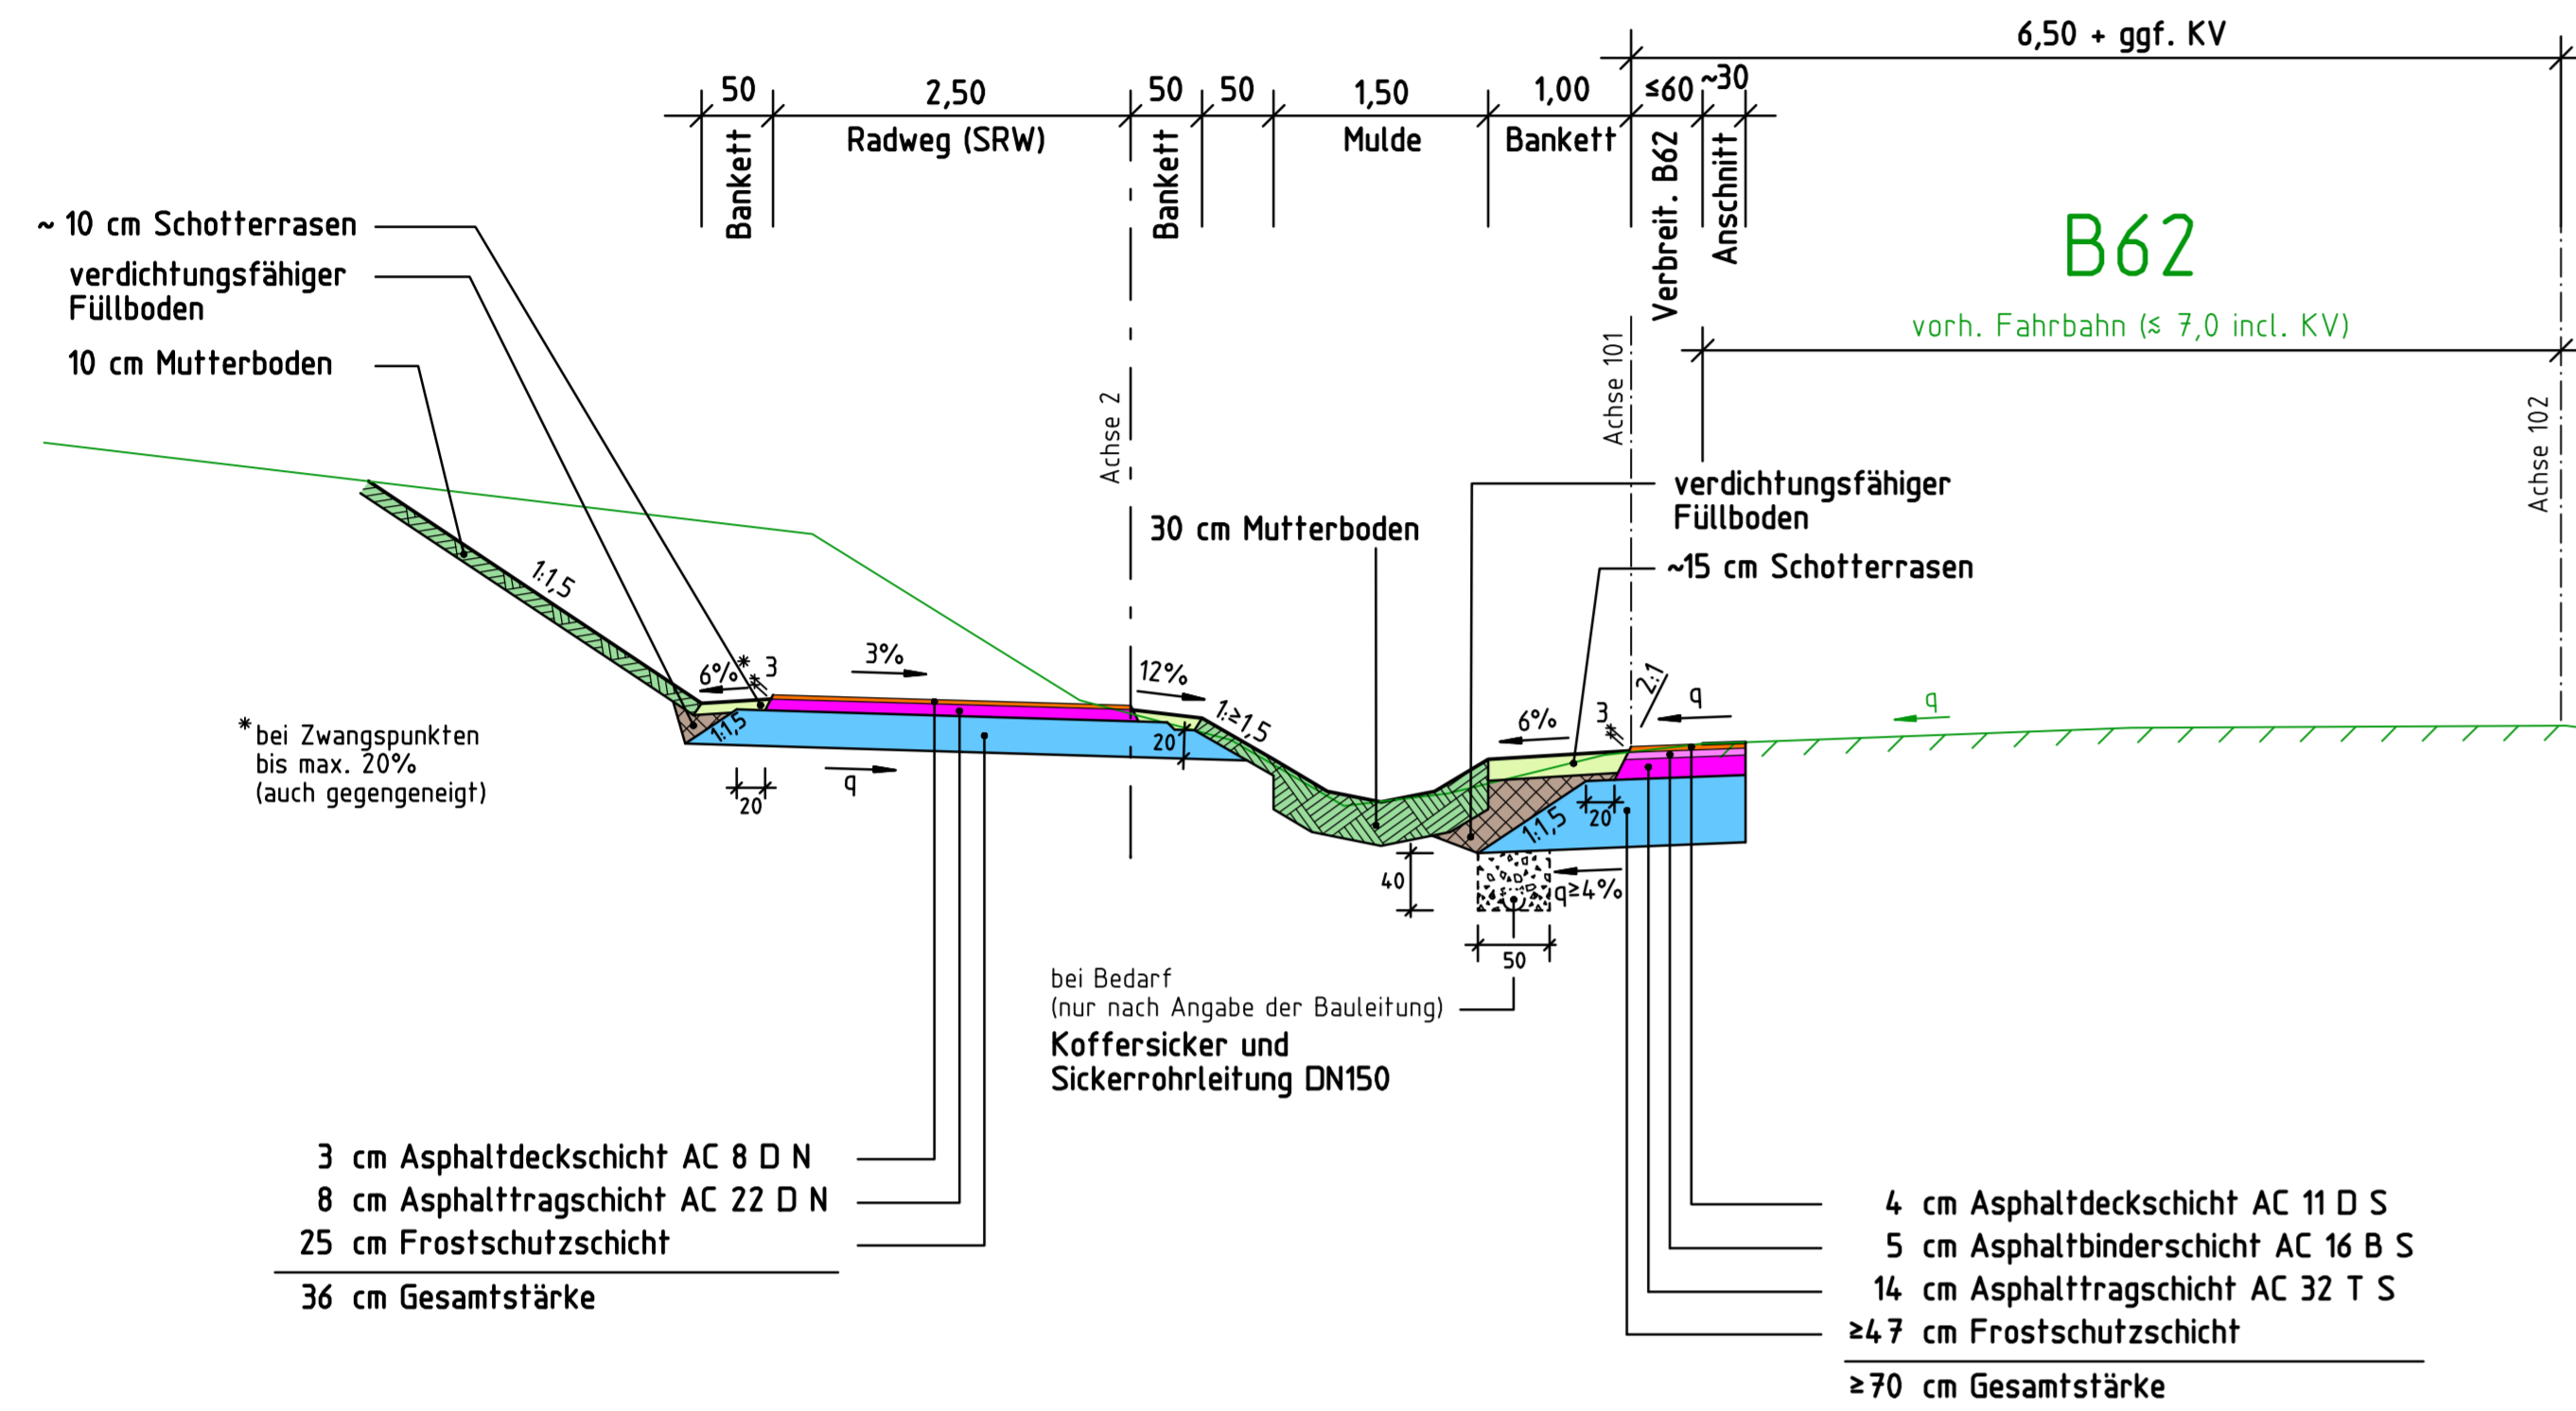 6,50 + ggf. KV
50
2,50
50
50
1,50
1,00
≤60
~30
Bankett
Radweg (SRW)
Bankett
Mulde
Bankett
Verbreit. B62
Anschnitt
B62
vorh. Fahrbahn (≤ 7,0 incl. KV)
~ 10 cm Schotterrasen
verdichtungsfähiger
Füllboden
10 cm Mutterboden
Achse 2
Achse 101
Achse 102
verdichtungsfähiger
Füllboden
30 cm Mutterboden
~15 cm Schotterrasen
1:1,5
6%
*
3
*
3%
12%
1:≥1,5
2:1
q
q
6%
3
*
*bei Zwangspunkten
bis max. 20%
(auch gegengeneigt)
1:1,5
20
20
q
1:1,5
20
40
q≥4%
50
bei Bedarf
(nur nach Angabe der Bauleitung)
Koffersicker und
Sickerrohrleitung DN150
3 cm Asphaltdeckschicht AC 8 D N
8 cm Asphalttragschicht AC 22 D N
25 cm Frostschutzschicht
36 cm Gesamtstärke
4 cm Asphaltdeckschicht AC 11 D S
5 cm Asphaltbinderschicht AC 16 B S
14 cm Asphalttragschicht AC 32 T S
≥47 cm Frostschutzschicht
≥70 cm Gesamtstärke